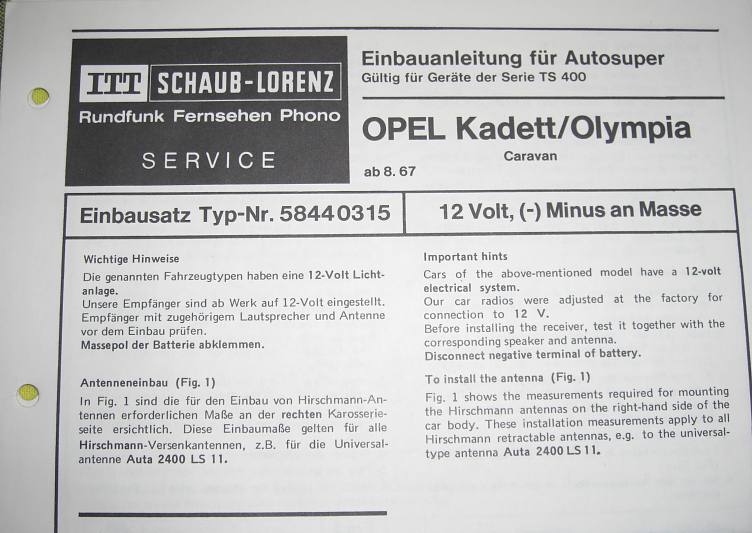 ITT SCHAUB-LORENZ
Rundfunk Fernsehen Phono
SERVICE
Einbauanleitung für Autosuper
Gültig für Geräte der Serie TS 400
OPEL Kadett/Olympia
Caravan
ab 8. 67
Einbausatz Typ-Nr. 58440315
12 Volt, (-) Minus an Masse
Wichtige Hinweise
Die genannten Fahrzeugtypen haben eine 12-Volt Licht-
anlage.
Unsere Empfänger sind ab Werk auf 12-Volt eingestellt.
Empfänger mit zugehörigem Lautsprecher und Antenne
vor dem Einbau prüfen.
Massepol der Batterie abklemmen.
Antenneneinbau (Fig. 1)
In Fig. 1 sind die für den Einbau von Hirschmann-An-
tennen erforderlichen Maße an der rechten Karosserie-
seite ersichtlich. Diese Einbaumaße gelten für alle
Hirschmann-Versenkantennen, z.B. für die Universal-
antenne Auta 2400 LS 11.
Important hints
Cars of the above-mentioned model have a 12-volt
electrical system.
Our car radios were adjusted at the factory for
connection to 12 V.
Before installing the receiver, test it together with the
corresponding speaker and antenna.
Disconnect negative terminal of battery.
To install the antenna (Fig. 1)
Fig. 1 shows the measurements required for mounting
the Hirschmann antennas on the right-hand side of the
car body. These installation measurements apply to all
Hirschmann retractable antennas, e.g. to the universal-
type antenna Auta 2400 LS 11.